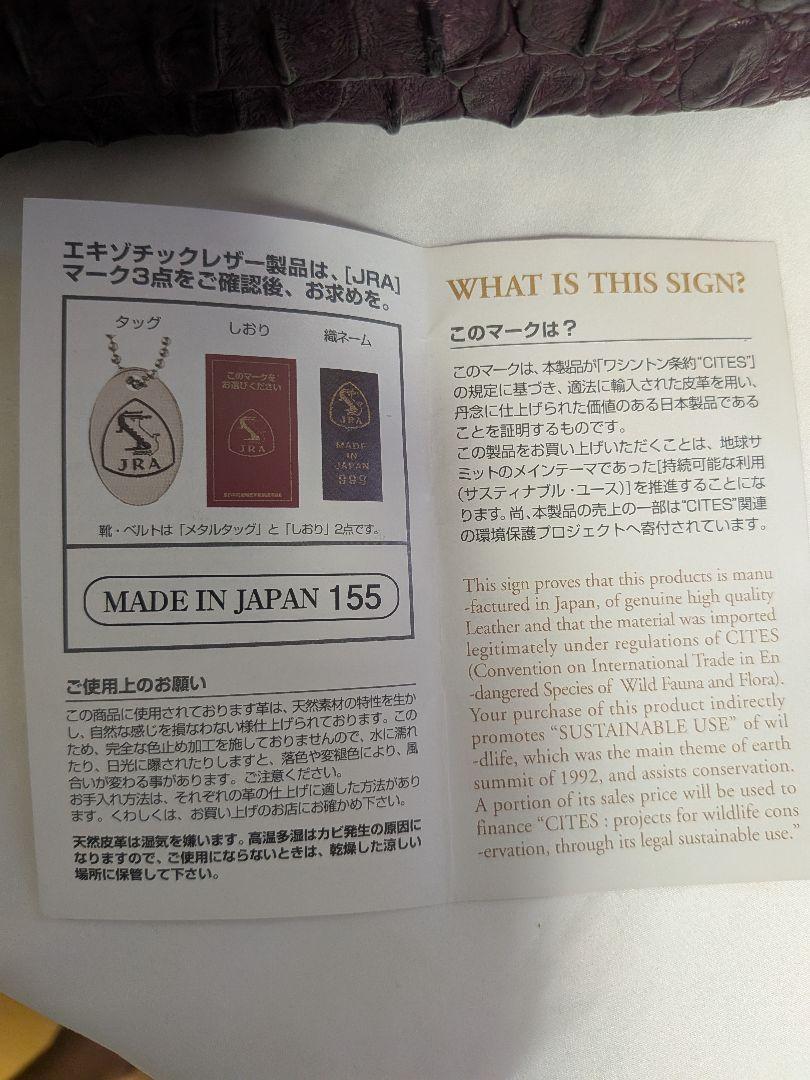 エキゾチックレザー製品は、[JRA]
マーク3点をご確認後、お求めを。
タッグ
しおり
織ネーム
JRA
このマークを
お選びください
JRA
JRA
MADE
IN
JAPAN
999
靴・ベルトは「メタルタッグ」と「しおり」2点です。
MADE IN JAPAN 155
ご使用上のお願い
この商品に使用されております革は、天然素材の特性を生か
し、自然な感じを損なわない様仕上げられております。この
ため、完全な色止め加工を施しておりませんので、水に濡れ
たり、日光に曝されたりしますと、落色や変褪色により、風
合いが変わる事があります。ご注意ください。
お手入れ方法は、それぞれの革の仕上げに適した方法があり
ます。くわしくは、お買い上げのお店にお確かめ下さい。
天然皮革は湿気を嫌います。高温多湿はカビ発生の原因に
なりますので、ご使用にならないときは、乾燥した涼しい
場所に保管して下さい。
WHAT IS THIS SIGN?
このマークは?
このマークは、本製品が「ワシントン条約"CITES"」
の規定に基づき、適法に輸入された皮革を用い、
丹念に仕上げられた価値のある日本製品である
ことを証明するものです。
この製品をお買い上げいただくことは、地球サ
ミットのメインテーマであった[持続可能な利用
(サスティナブル・ユース)]を推進することにな
ります。尚、本製品の売上の一部は"CITES"関連
の環境保護プロジェクトへ寄付されています。
This sign proves that this products is manu
-factured in Japan, of genuine high quality
Leather and that the material was imported
legitimately under regulations of CITES
(Convention on International Trade in En
-dangered Species of Wild Fauna and Flora).
Your purchase of this product indirectly
promotes “SUSTAINABLE USE” of wil
-dlife, which was the main theme of earth
summit of 1992, and assists conservation.
A portion of its sales price will be used to
finance “CITES : projects for wildlife cons
-ervation, through its legal sustainable use.”